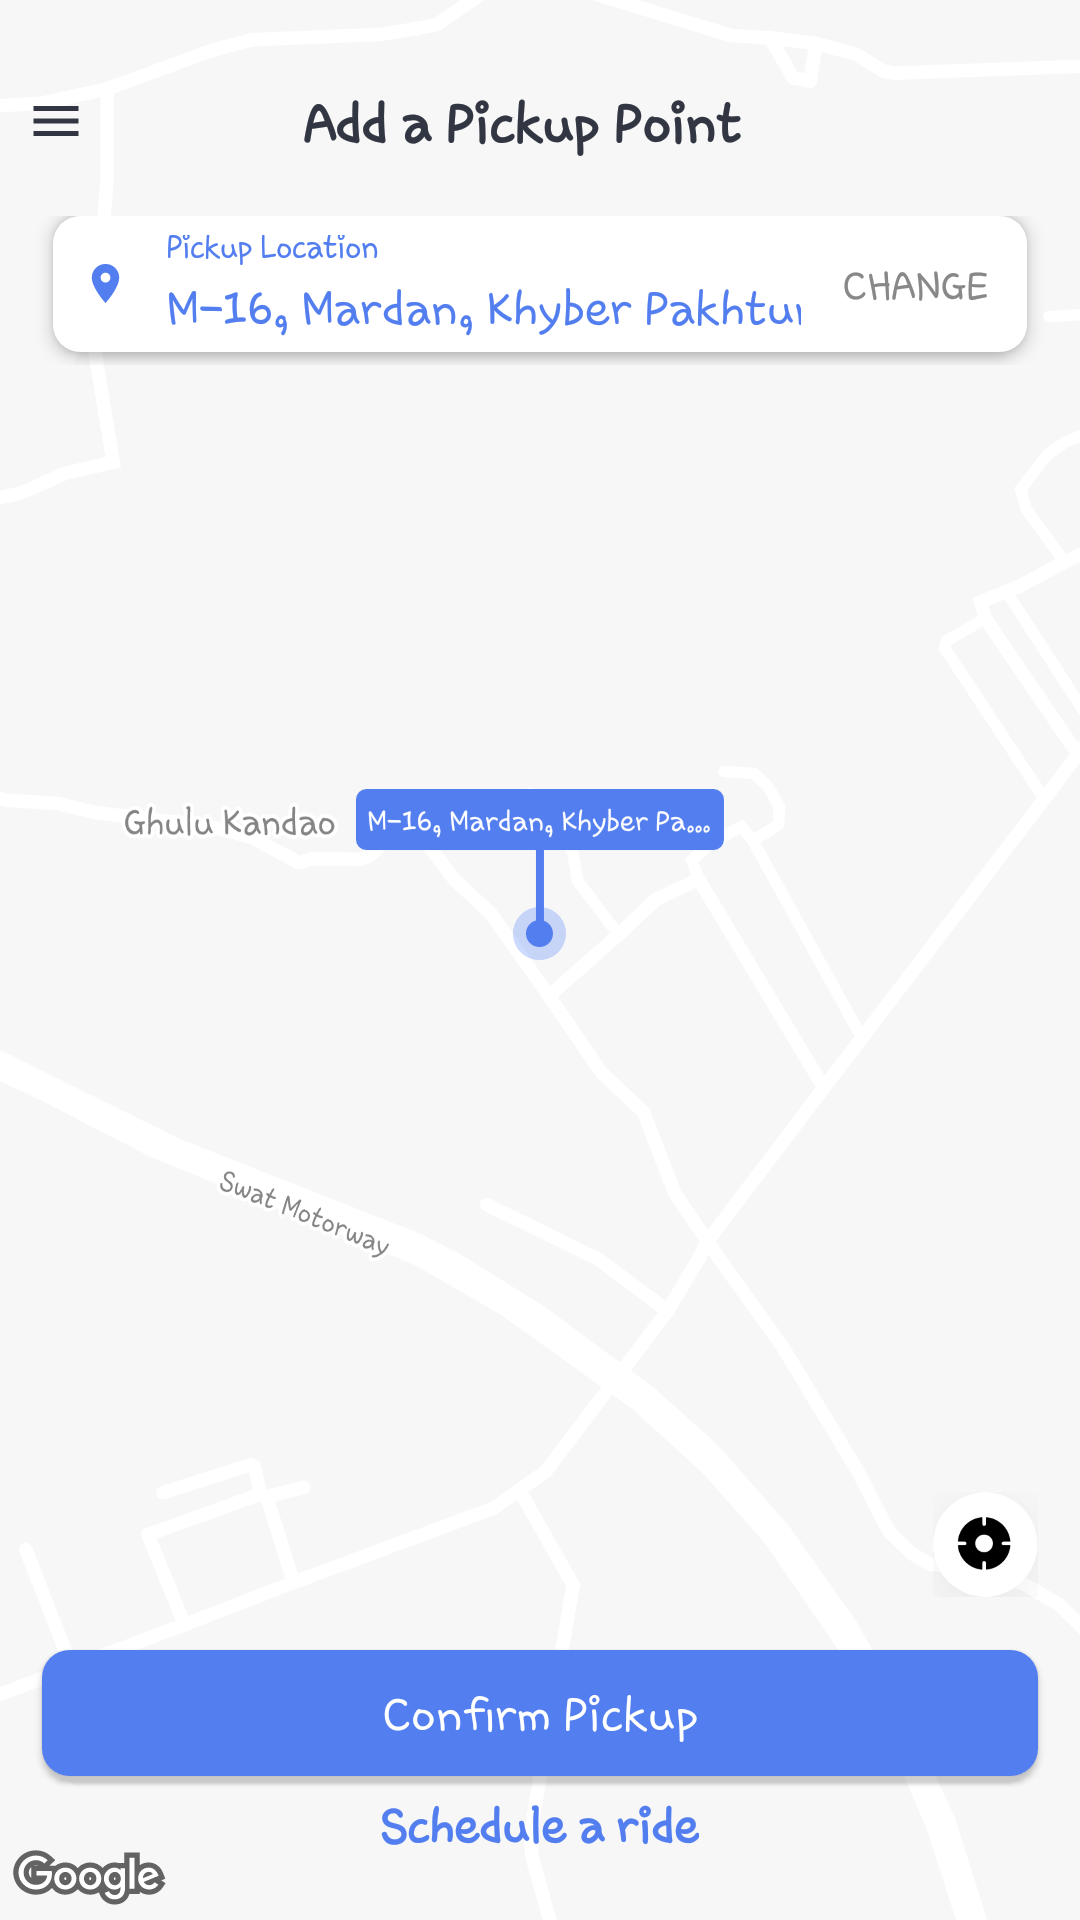 Add a Pickup Point
Pickup Location
M-16, Mardan, Khyber Pakhtun
CHANGE
Ghulu Kandao
M-16, Mardan, Khyber Pa...
Swat Motorway
Confirm Pickup
Schedule a ride
Google